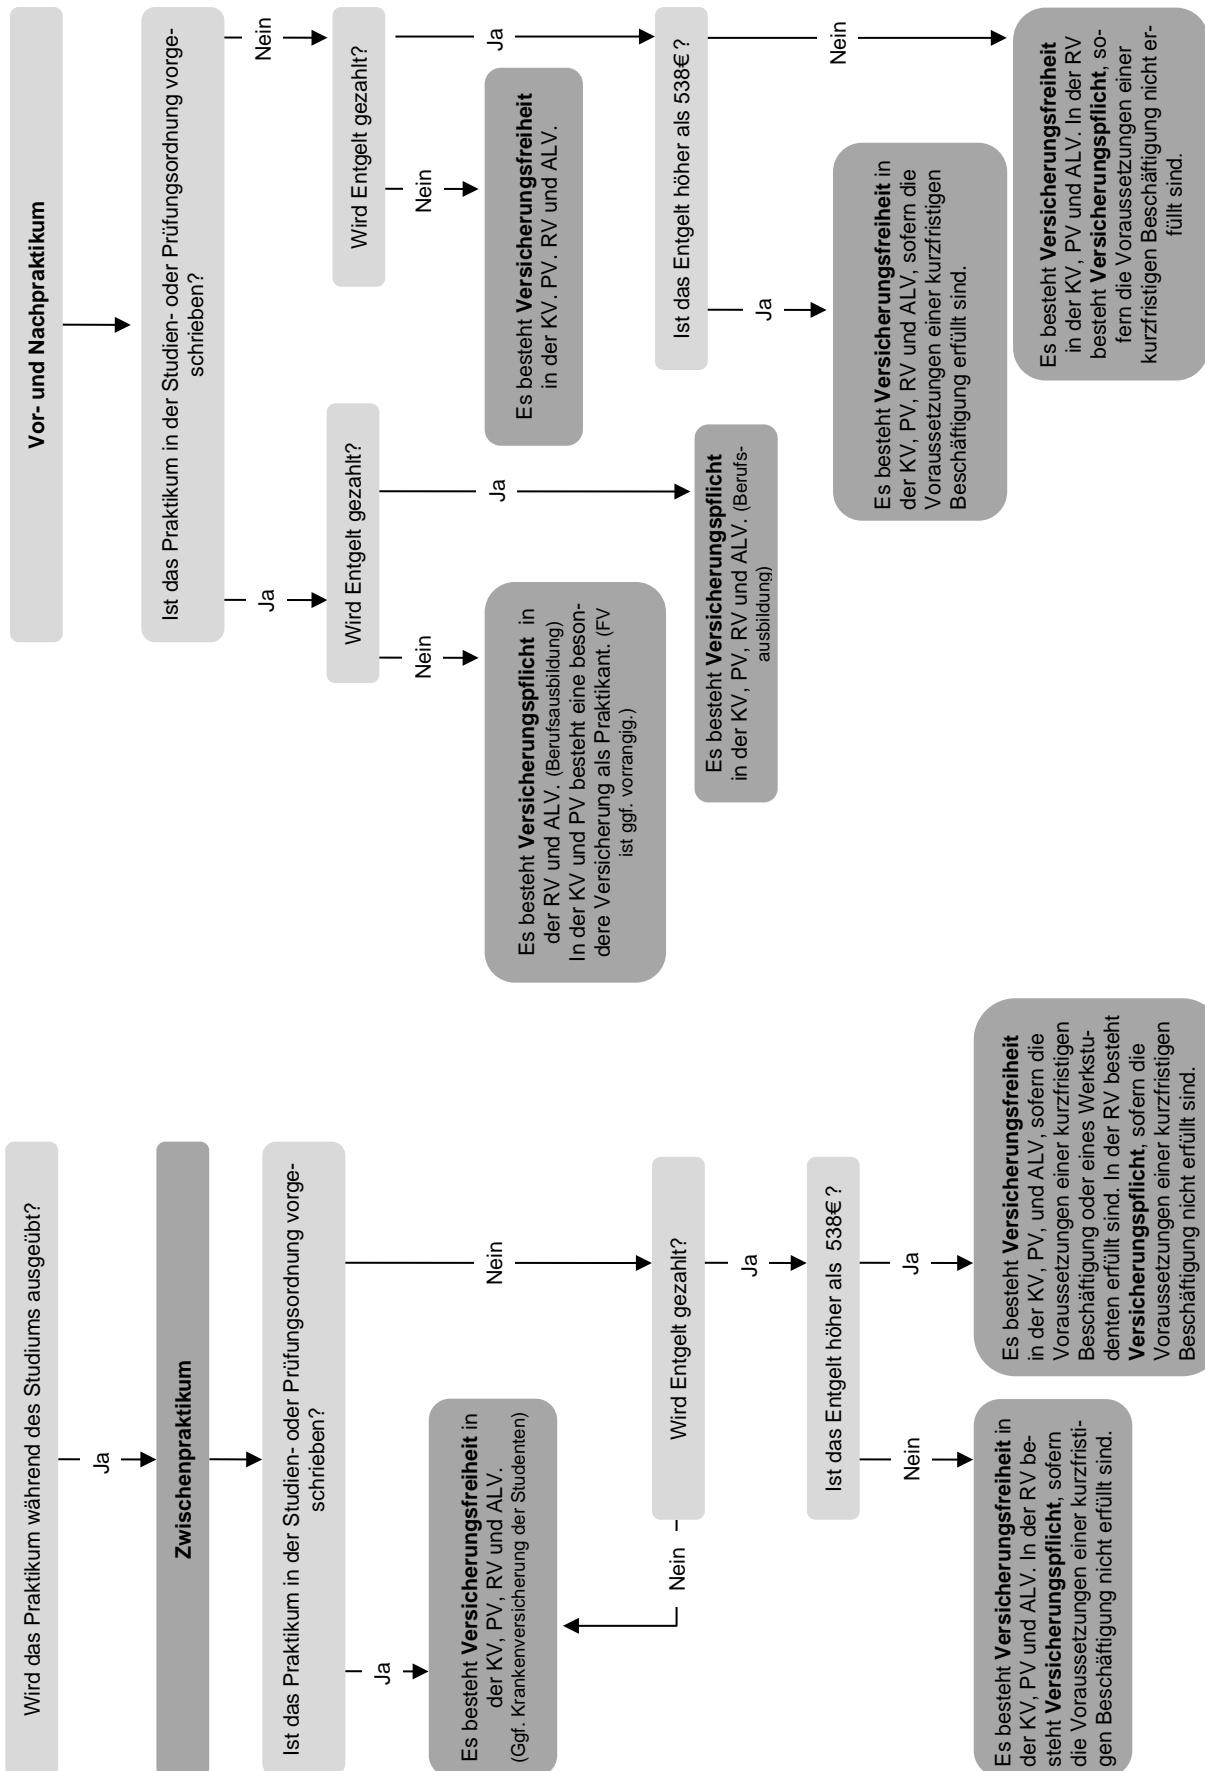 Wird das Praktikum während des Studiums ausgeübt?
Ja
Zwischenpraktikum
Ist das Praktikum in der Studien- oder Prüfungsordnung vorge-
schrieben?
Ja
Nein
Es besteht Versicherungsfreiheit in
der KV, PV, RV und ALV.
(Ggf. Krankenversicherung der Studenten)
Wird Entgelt gezahlt?
Nein
Ja
Ist das Entgelt höher als 538€?
Nein
Ja
Es besteht Versicherungsfreiheit in
der KV, PV und ALV. In der RV be-
steht Versicherungspflicht, sofern
die Voraussetzungen einer kurzfristi-
gen Beschäftigung nicht erfüllt sind.
Es besteht Versicherungsfreiheit
in der KV, PV, und ALV, sofern die
Voraussetzungen einer kurzfristigen
Beschäftigung oder eines Werkstu-
denten erfüllt sind. In der RV besteht
Versicherungspflicht, sofern die
Voraussetzungen einer kurzfristigen
Beschäftigung nicht erfüllt sind.
Vor- und Nachpraktikum
Ist das Praktikum in der Studien- oder Prüfungsordnung vorge-
schrieben?
Ja
Nein
Wird Entgelt gezahlt?
Nein
Ja
Es besteht Versicherungspflicht in
der RV und ALV. (Berufsausbildung)
In der KV und PV besteht eine beson-
dere Versicherung als Praktikant. (FV
ist ggf. vorrangig.)
Es besteht Versicherungspflicht
in der KV, PV, RV und ALV. (Berufs-
ausbildung)
Wird Entgelt gezahlt?
Nein
Ja
Es besteht Versicherungsfreiheit
in der KV. PV. RV und ALV.
Ist das Entgelt höher als 538€?
Ja
Nein
Es besteht Versicherungsfreiheit in
der KV, PV, RV und ALV, sofern die
Voraussetzungen einer kurzfristigen
Beschäftigung erfüllt sind.
Es besteht Versicherungsfreiheit
in der KV, PV und ALV. In der RV
besteht Versicherungspflicht, so-
fern die Voraussetzungen einer
kurzfristigen Beschäftigung nicht er-
füllt sind.